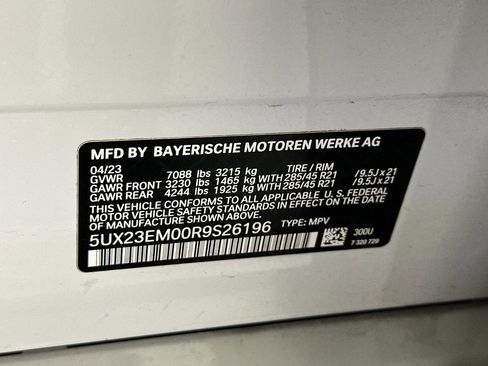 MFD BY BAYERISCHE MOTOREN WERKE AG
04/23 TIRE / RIM
GVWR 7088 lbs 3215 kg
GAWR FRONT 3230 lbs 1465 kg WITH 285/45 R21 / 9.5J x 21
GAWR REAR 4244 lbs 1925 kg WITH 285/45 R21 / 9.5J x 21
THIS VEHICLE CONFORMS TO ALL APPLICABLE U. S. FEDERAL
MOTOR VEHICLE SAFETY STANDARDS IN EFFECT ON THE DATE
OF MANUFACTURE SHOWN ABOVE.
5UX23EM00R9S26196 TYPE: MPV
300U
7 320 729